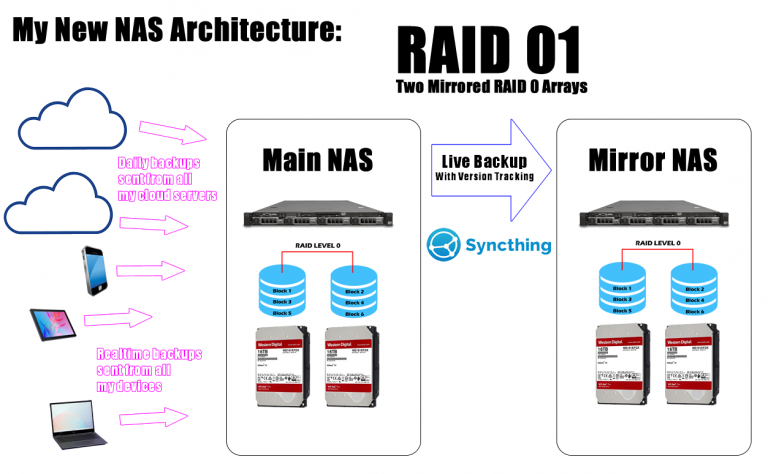 My New NAS Architecture:
RAID 01
Two Mirrored RAID 0 Arrays
Daily backups
sent from all
my cloud servers
Realtime backups
sent from all
my devices
Main NAS
RAID LEVEL 0
Block 1
Block 3
Block 5
Block 2
Block 4
Block 6
Western Digital
16TB
Western Digital
16TB
Live Backup
With Version Tracking
Syncthing
Mirror NAS
RAID LEVEL 0
Block 1
Block 3
Block 5
Block 2
Block 4
Block 6
Western Digital
16TB
Western Digital
16TB